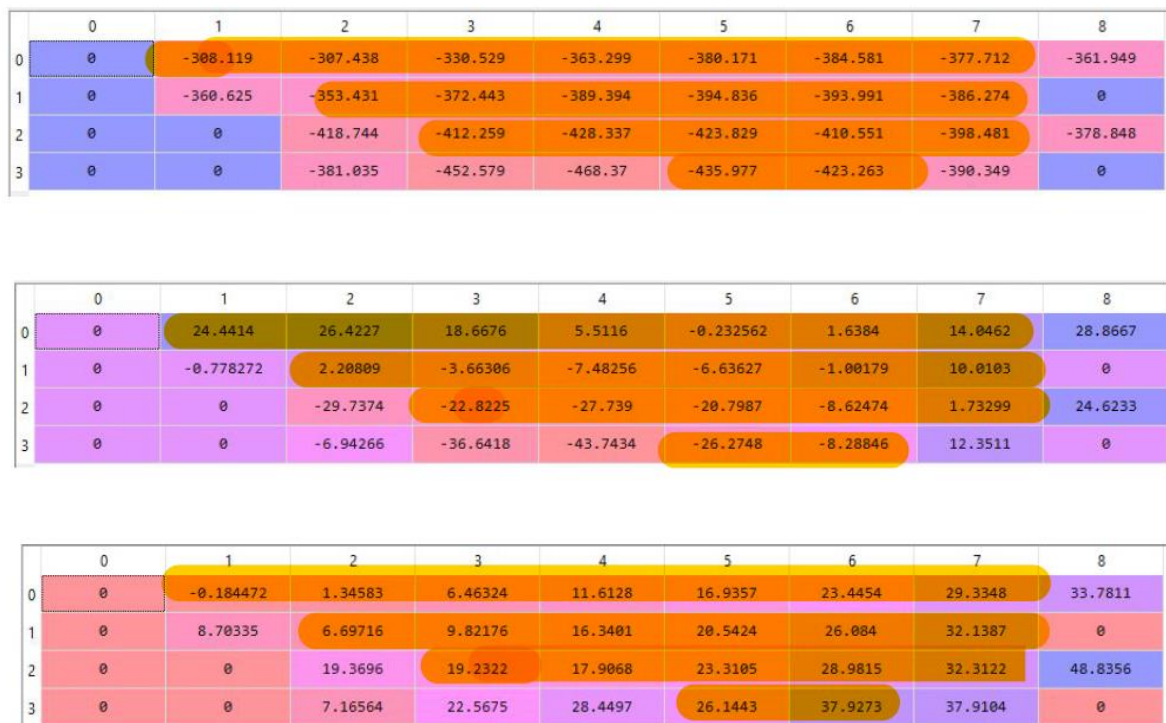 0 1 2 3 4 5 6 7 8
0 0 -308.119 -307.438 -330.529 -363.299 -380.171 -384.581 -377.712 -361.949
1 0 -360.625 -353.431 -372.443 -389.394 -394.836 -393.991 -386.274 0
2 0 0 -418.744 -412.259 -428.337 -423.829 -410.551 -398.481 -378.848
3 0 0 -381.035 -452.579 -468.37 -435.977 -423.263 -390.349 0
0 1 2 3 4 5 6 7 8
0 0 24.4414 26.4227 18.6676 5.5116 -0.232562 1.6384 14.0462 28.8667
1 0 -0.778272 2.20809 -3.66306 -7.48256 -6.63627 -1.00179 10.0103 0
2 0 0 -29.7374 -22.8225 -27.739 -20.7987 -8.62474 1.73299 24.6233
3 0 0 -6.94266 -36.6418 -43.7434 -26.2748 -8.28846 12.3511 0
0 1 2 3 4 5 6 7 8
0 0 -0.184472 1.34583 6.46324 11.6128 16.9357 23.4454 29.3348 33.7811
1 0 8.70335 6.69716 9.82176 16.3401 20.5424 26.084 32.1387 0
2 0 0 19.3696 19.2322 17.9068 23.3105 28.9815 32.3122 48.8356
3 0 0 7.16564 22.5675 28.4497 26.1443 37.9273 37.9104 0